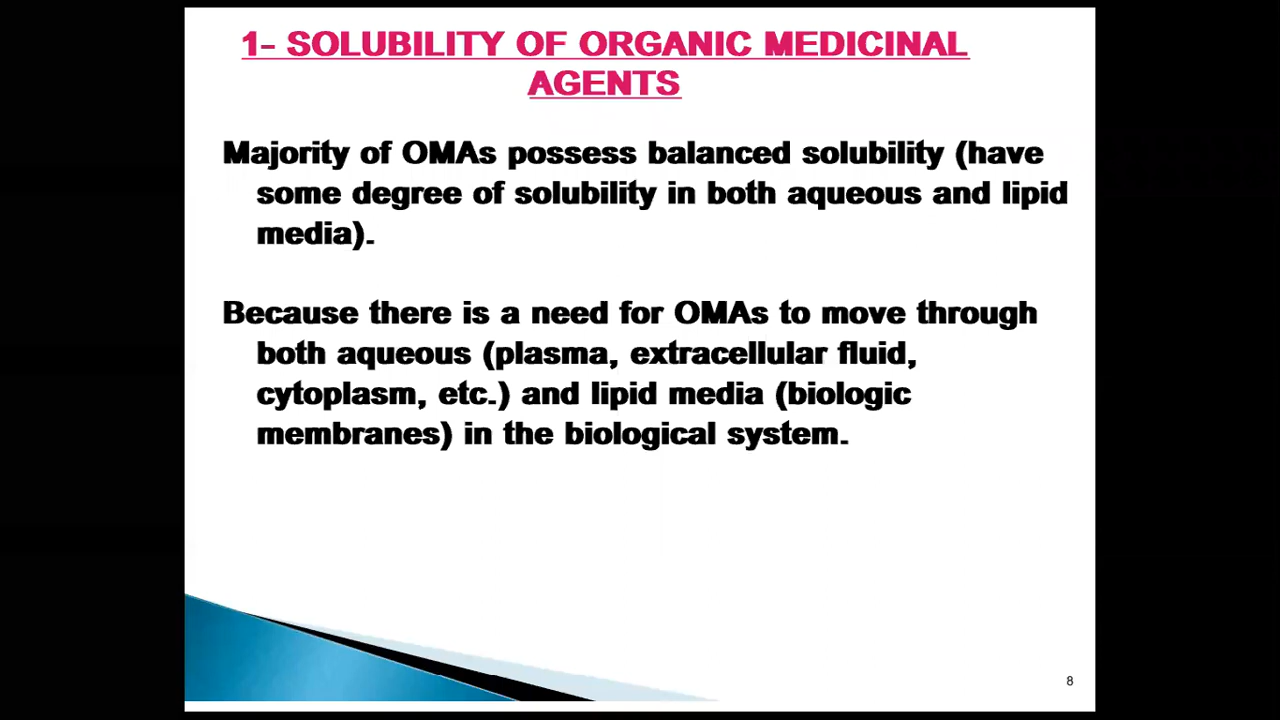 1- SOLUBILITY OF ORGANIC MEDICINAL
AGENTS
Majority of OMAs possess balanced solubility (have
some degree of solubility in both aqueous and lipid
media).
Because there is a need for OMAs to move through
both aqueous (plasma, extracellular fluid,
cytoplasm, etc.) and lipid media (biologic
membranes) in the biological system.
8